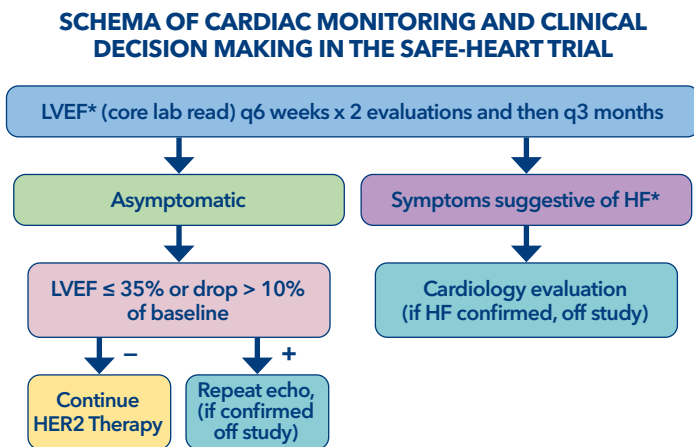 SCHEMA OF CARDIAC MONITORING AND CLINICAL
DECISION MAKING IN THE SAFE-HEART TRIAL
LVEF* (core lab read) q6 weeks x 2 evaluations and then q3 months
Asymptomatic
Symptoms suggestive of HF*
LVEF ≤ 35% or drop > 10%
of baseline
Cardiology evaluation
(if HF confirmed, off study)
–
+
Continue
HER2 Therapy
Repeat echo,
(if confirmed
off study)